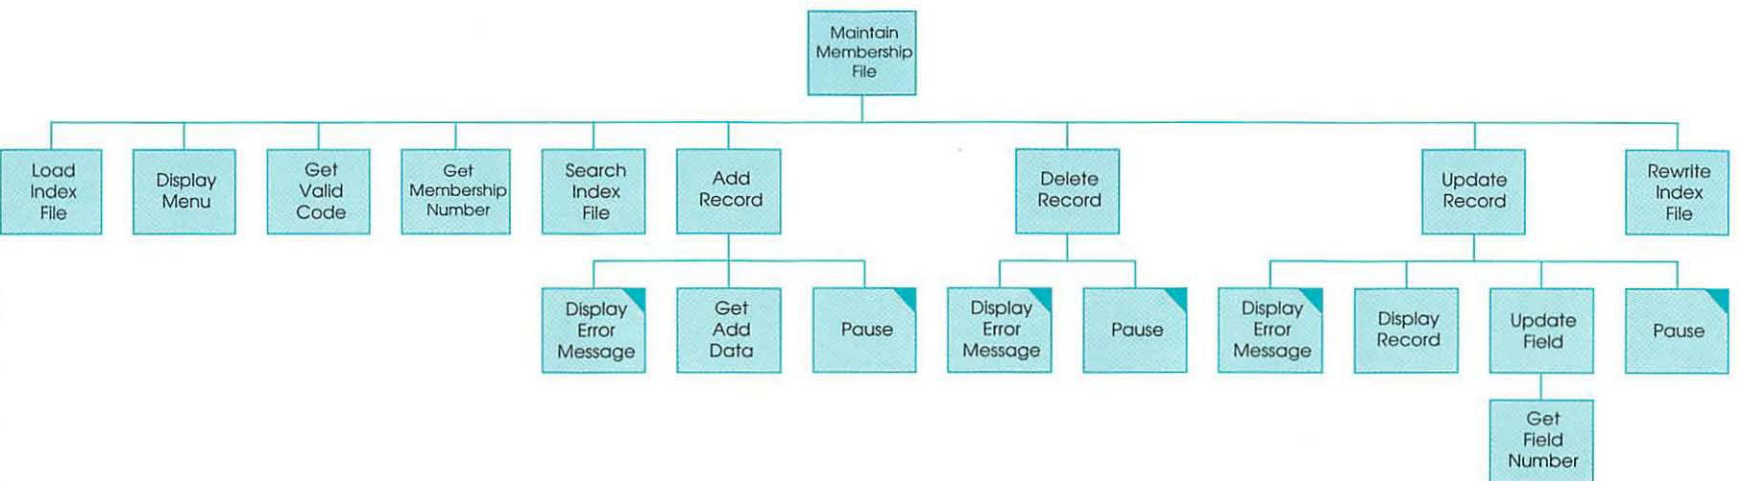 Maintain
Membership
File
Load
Index
File
Display
Menu
Get
Valid
Code
Get
Membership
Number
Search
Index
File
Add
Record
Delete
Record
Update
Record
Rewrite
Index
File
Display
Error
Message
Get
Add
Data
Pause
Display
Error
Message
Pause
Display
Error
Message
Display
Record
Update
Field
Pause
Get
Field
Number